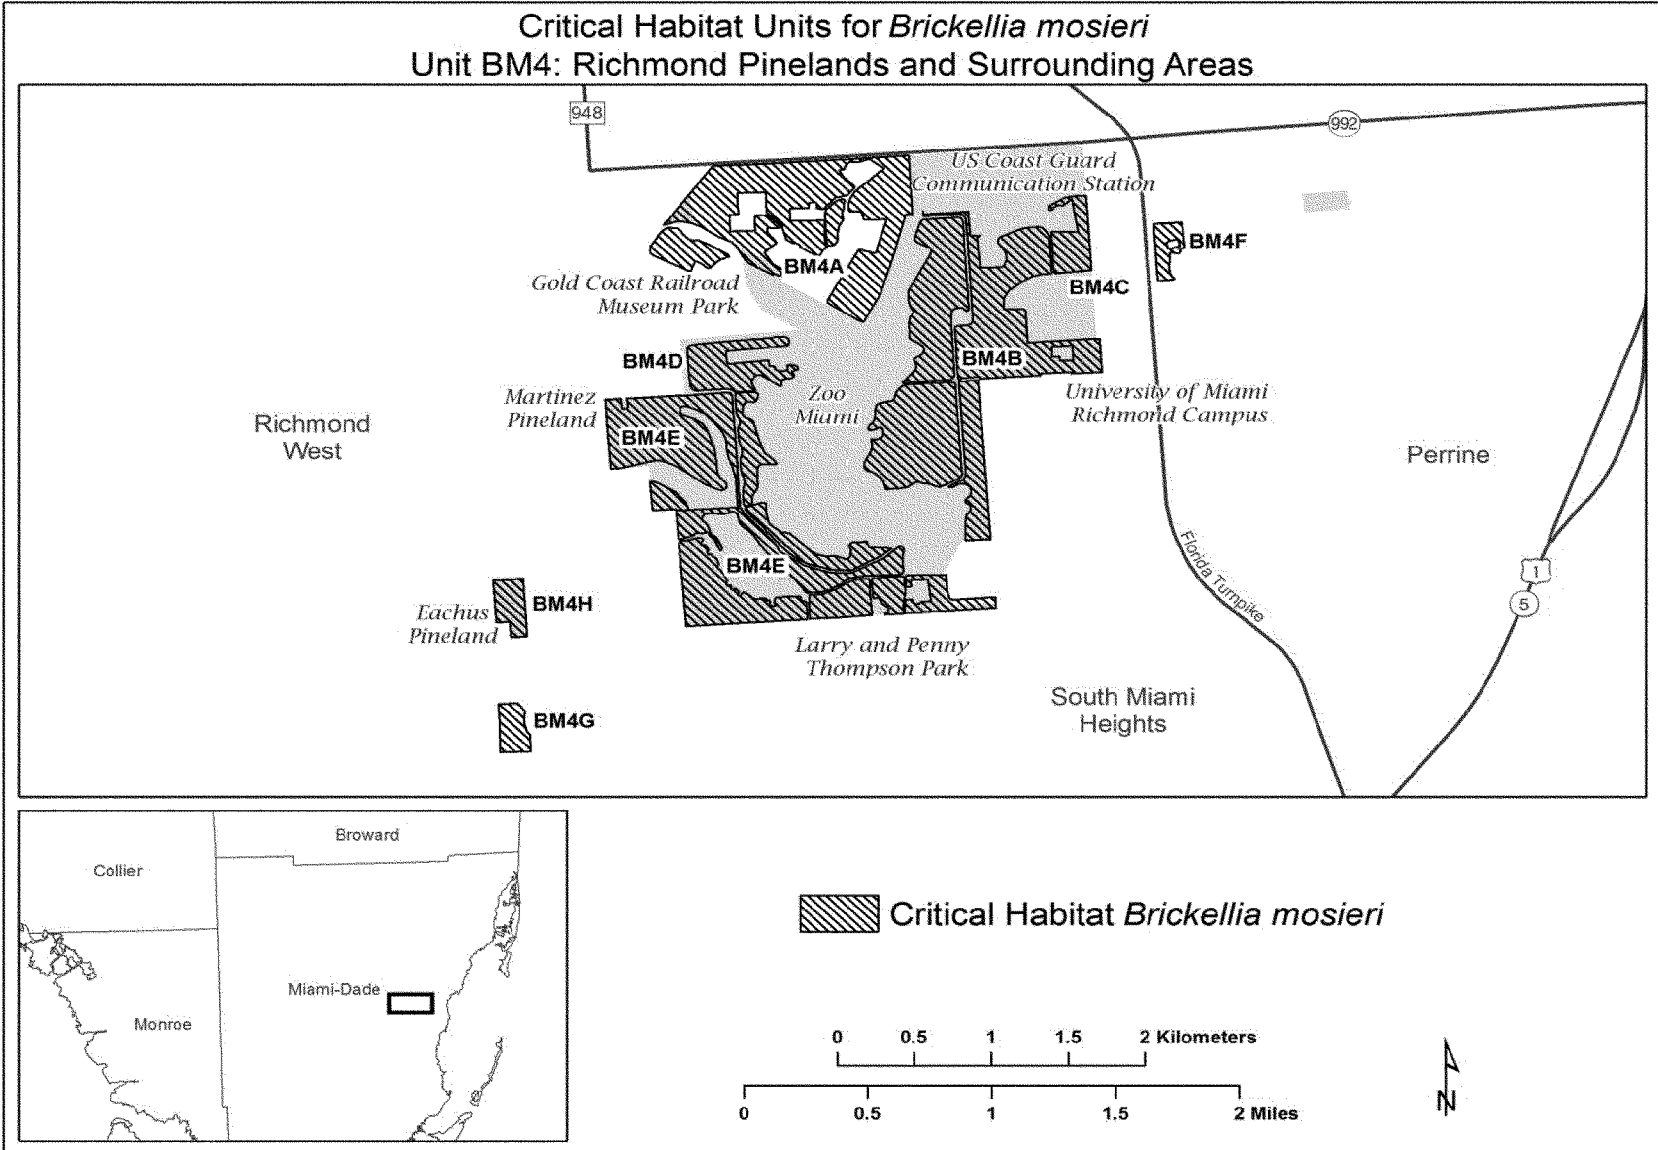 Critical Habitat Units for Brickellia mosieri
Unit BM4: Richmond Pinelands and Surrounding Areas
948
992
US Coast Guard
Communication Station
BM4F
BM4A
Gold Coast Railroad
Museum Park
BM4C
BM4D
BM4B
Martinez
Pineland
Zoo
Miami
University of Miami
Richmond Campus
Richmond
West
BM4E
Perrine
Florida Turnpike
BM4E
1
5
BM4H
Eachus
Pineland
Larry and Penny
Thompson Park
BM4G
South Miami
Heights
Broward
Collier
Miami-Dade
Monroe
Critical Habitat Brickellia mosieri
0 0.5 1 1.5 2 Kilometers
0 0.5 1 1.5 2 Miles
N